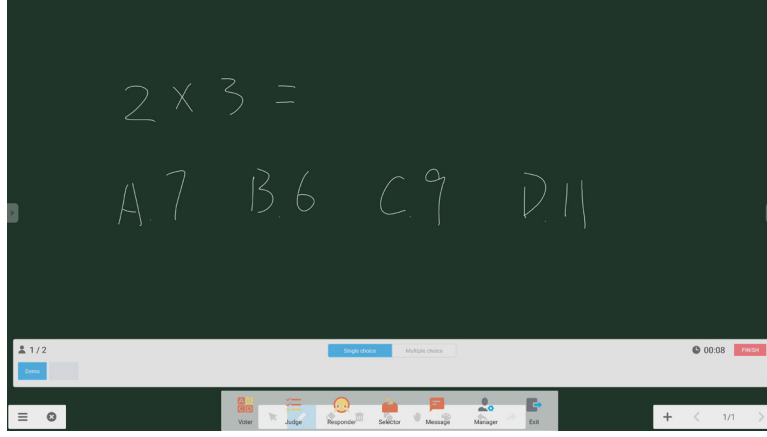 2 × 3 =
A.7 B.6 C.9 D.11
1 / 2 Single choice Multiple choice 00:08 FINISH
Demo
Voter Judge Responder Selector Message Manager Exit
1/1